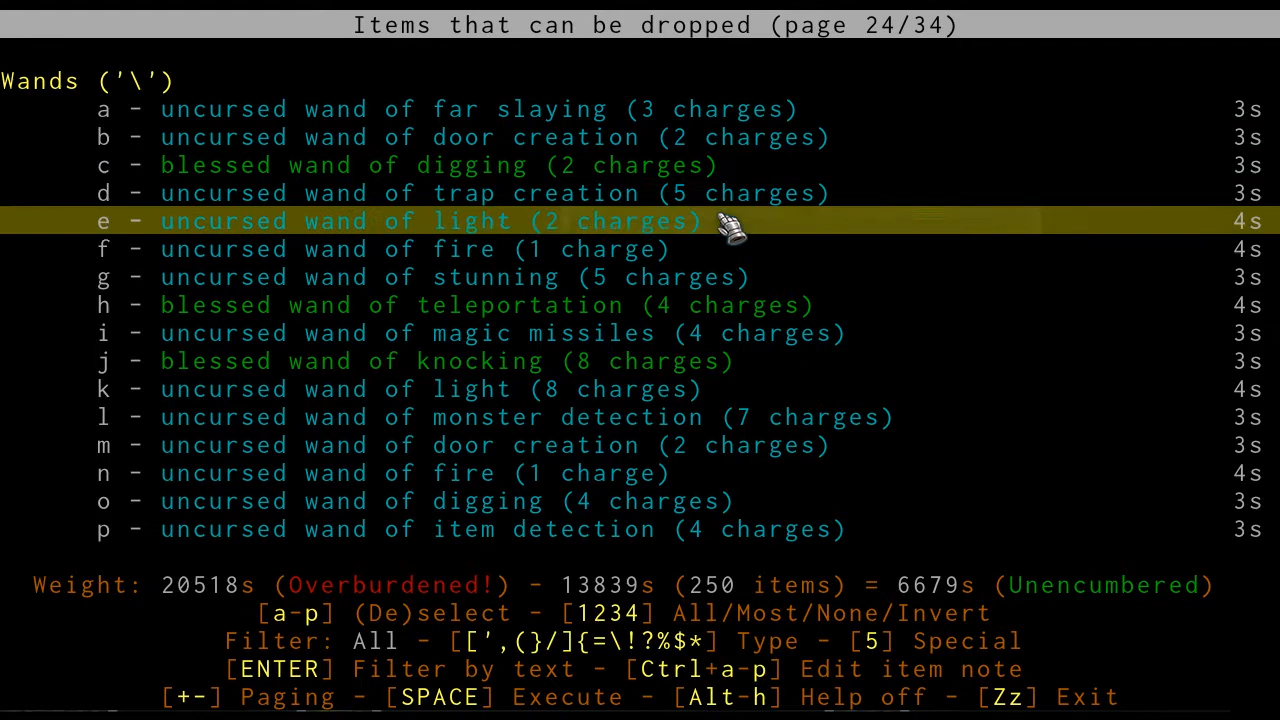 Items that can be dropped (page 24/34)
Wands ('\')
a - uncursed wand of far slaying (3 charges) 3s
b - uncursed wand of door creation (2 charges) 3s
c - blessed wand of digging (2 charges) 3s
d - uncursed wand of trap creation (5 charges) 3s
e - uncursed wand of light (2 charges) 4s
f - uncursed wand of fire (1 charge) 4s
g - uncursed wand of stunning (5 charges) 3s
h - blessed wand of teleportation (4 charges) 4s
i - uncursed wand of magic missiles (4 charges) 3s
j - blessed wand of knocking (8 charges) 3s
k - uncursed wand of light (8 charges) 4s
l - uncursed wand of monster detection (7 charges) 3s
m - uncursed wand of door creation (2 charges) 3s
n - uncursed wand of fire (1 charge) 4s
o - uncursed wand of digging (4 charges) 3s
p - uncursed wand of item detection (4 charges) 3s
Weight: 20518s (Overburdened!) - 13839s (250 items) = 6679s (Unencumbered)
[a-p] (De)select - [1234] All/Most/None/Invert
Filter: All - [[',(}/]{=\!?%$*] Type - [5] Special
[ENTER] Filter by text - [Ctrl+a-p] Edit item note
[+-] Paging - [SPACE] Execute - [Alt-h] Help off - [Zz] Exit